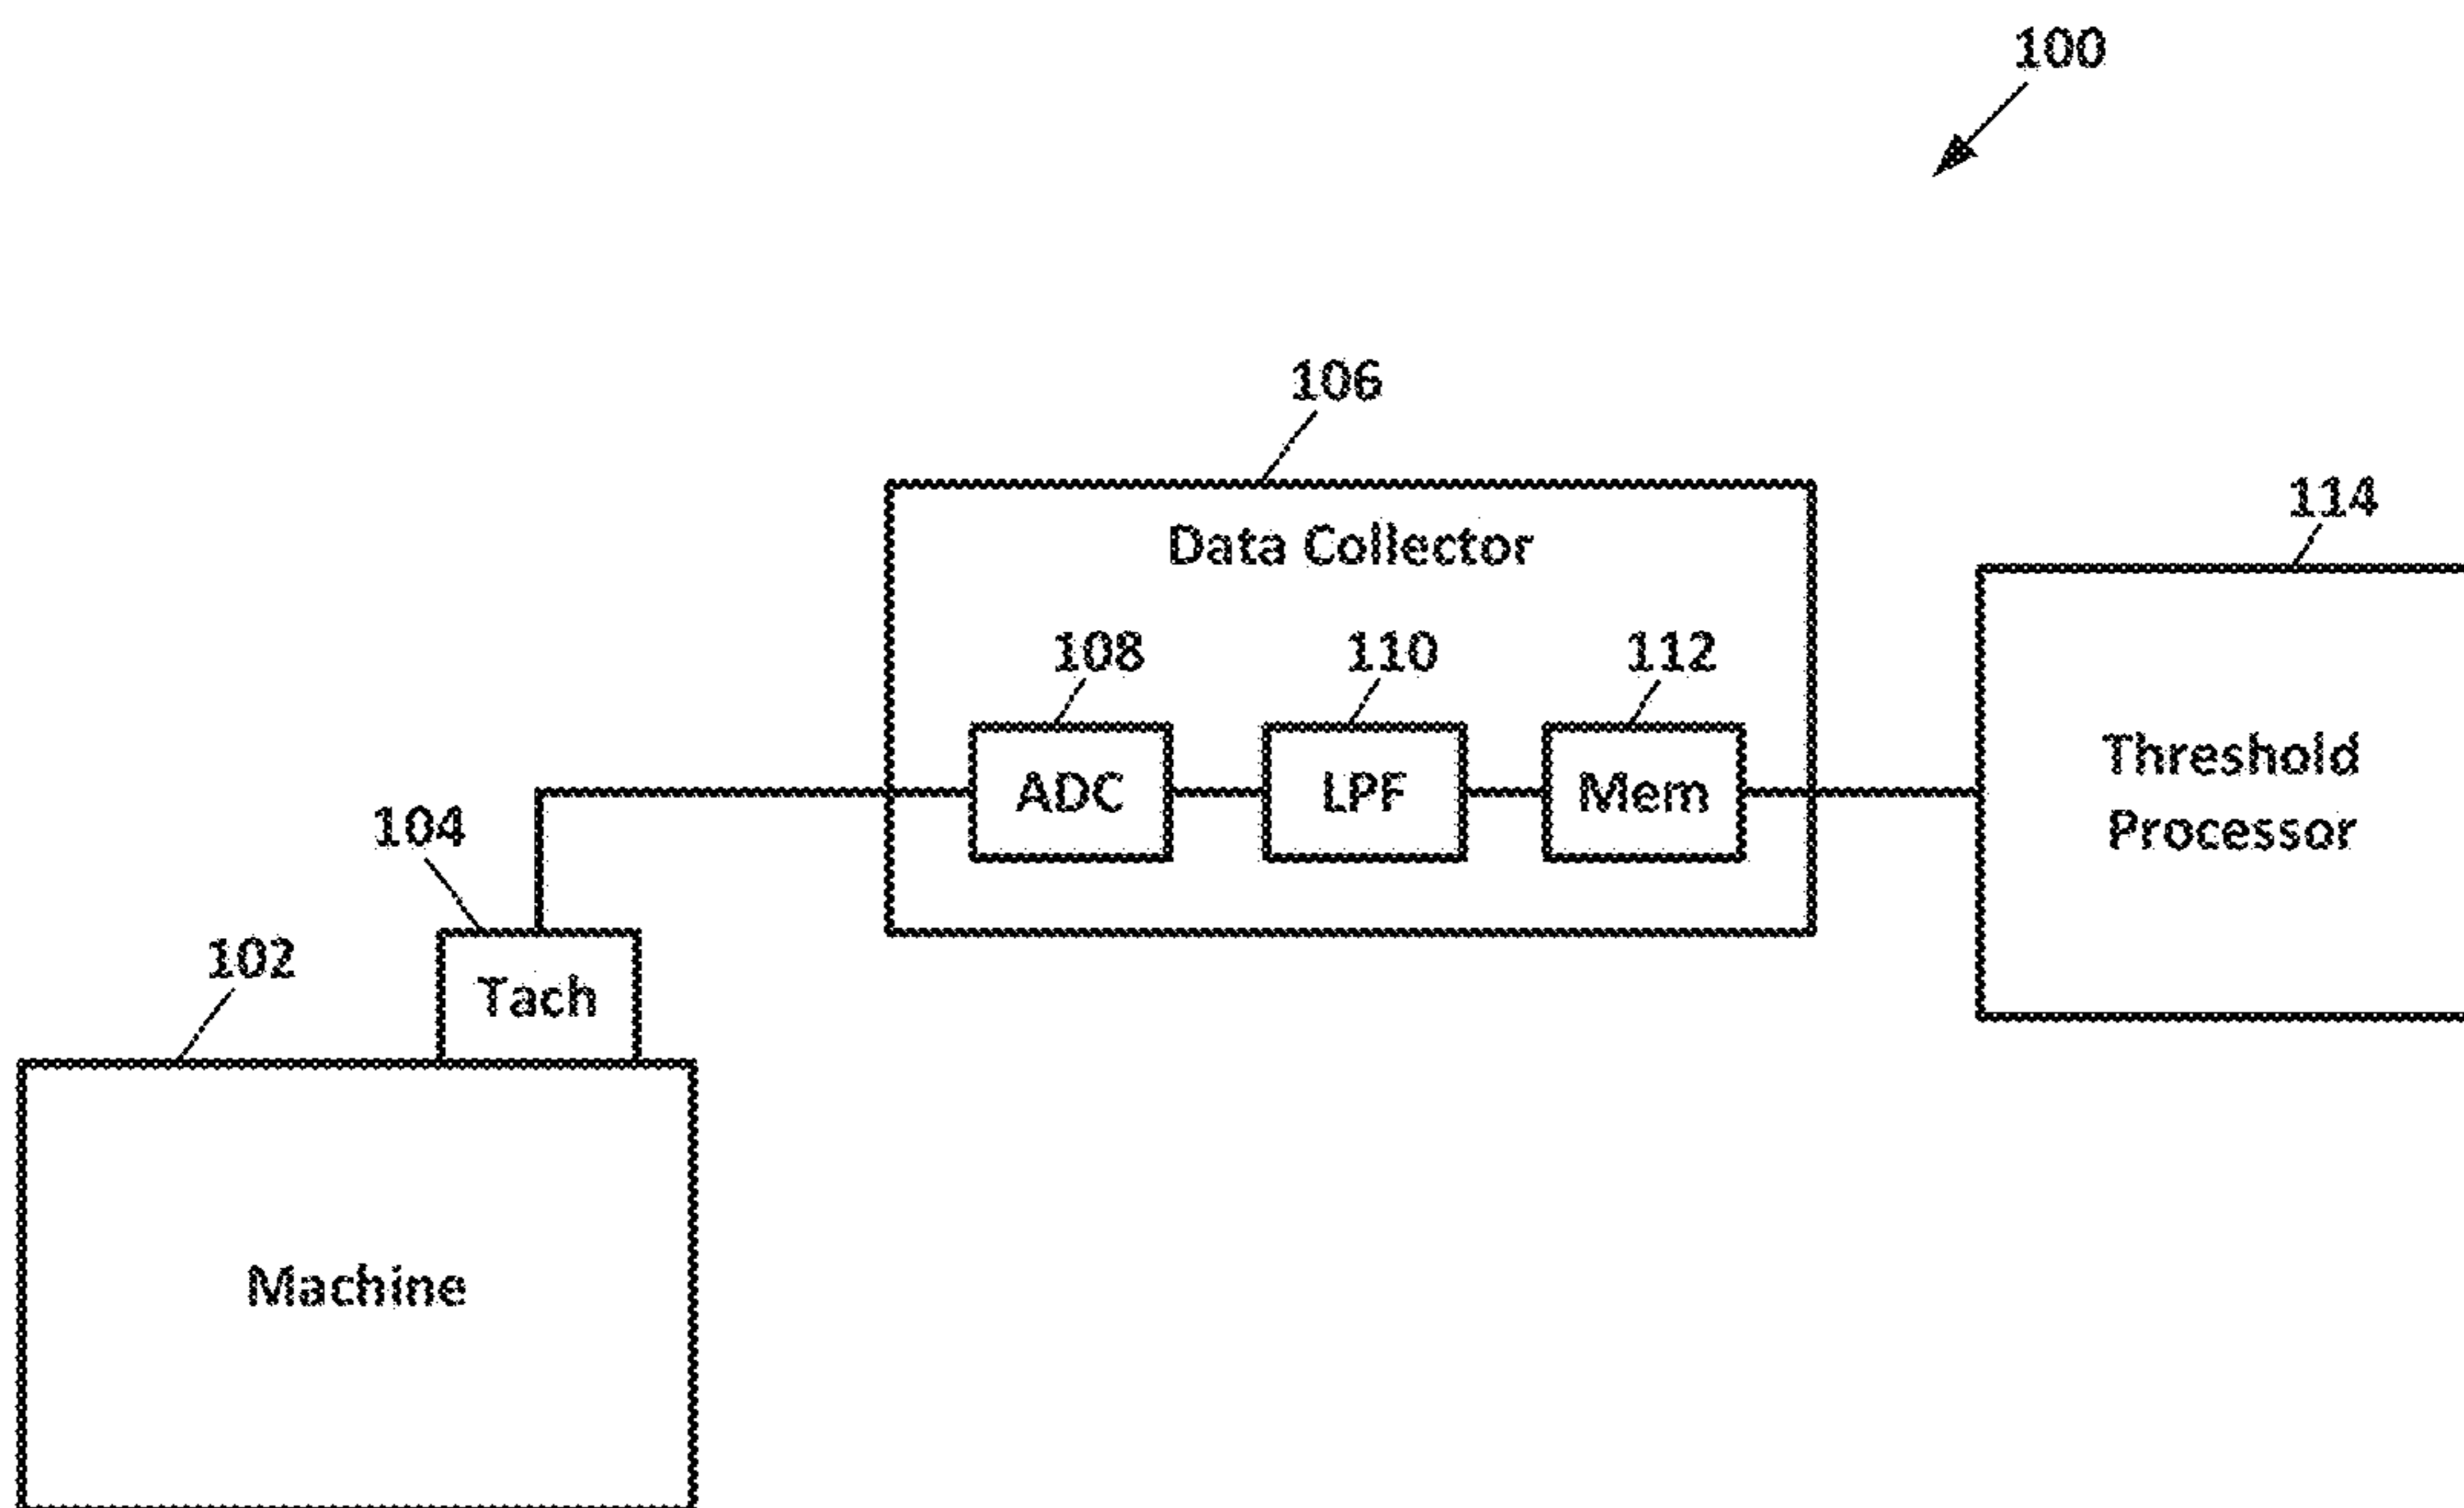 100
106
Data Collector
114
108
110
112
ADC
LPF
Mem
Threshold
Processor
104
Tach
102
Machine